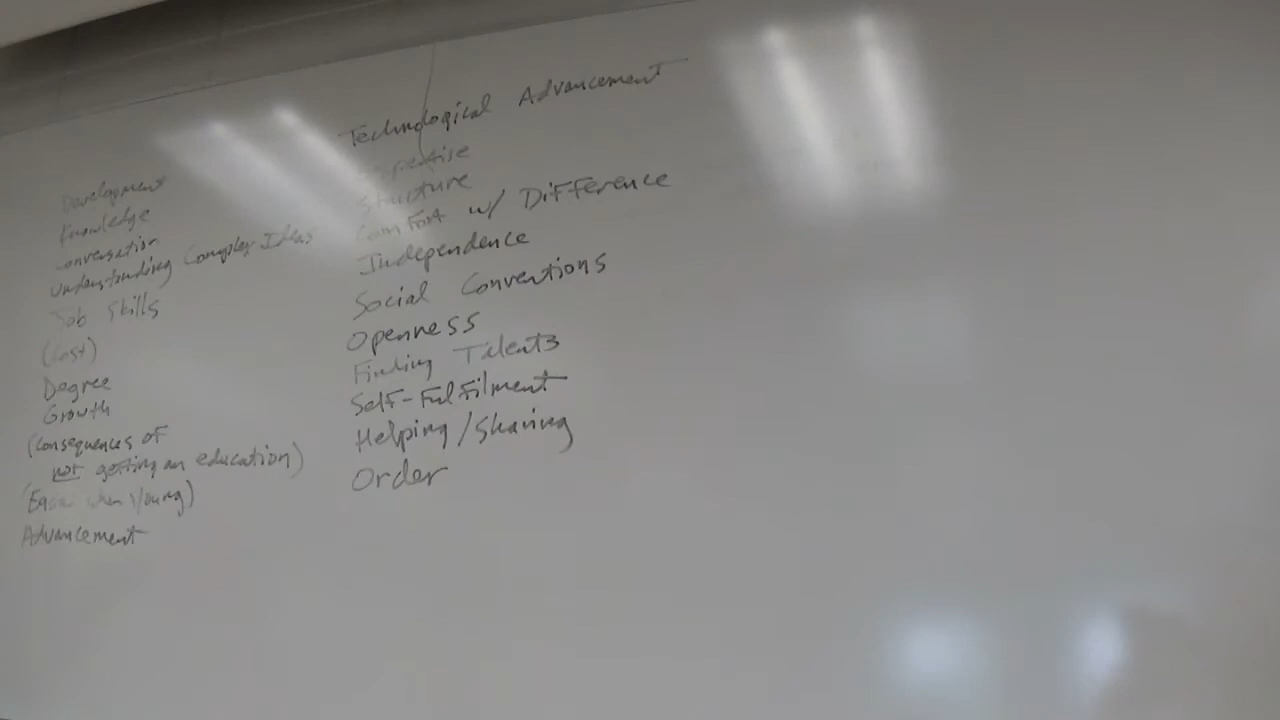 Development
Knowledge
Conversation
Understanding Complex Ideas
Job Skills
(Cost)
Degree
Growth
(Consequences of
not getting an education)
(Easier when young)
Advancement
Technological Advancement
Expertise
Structure
Comfort w/ Difference
Independence
Social Conventions
Openness
Finding Talents
Self-Fulfilment
Helping/Sharing
Order